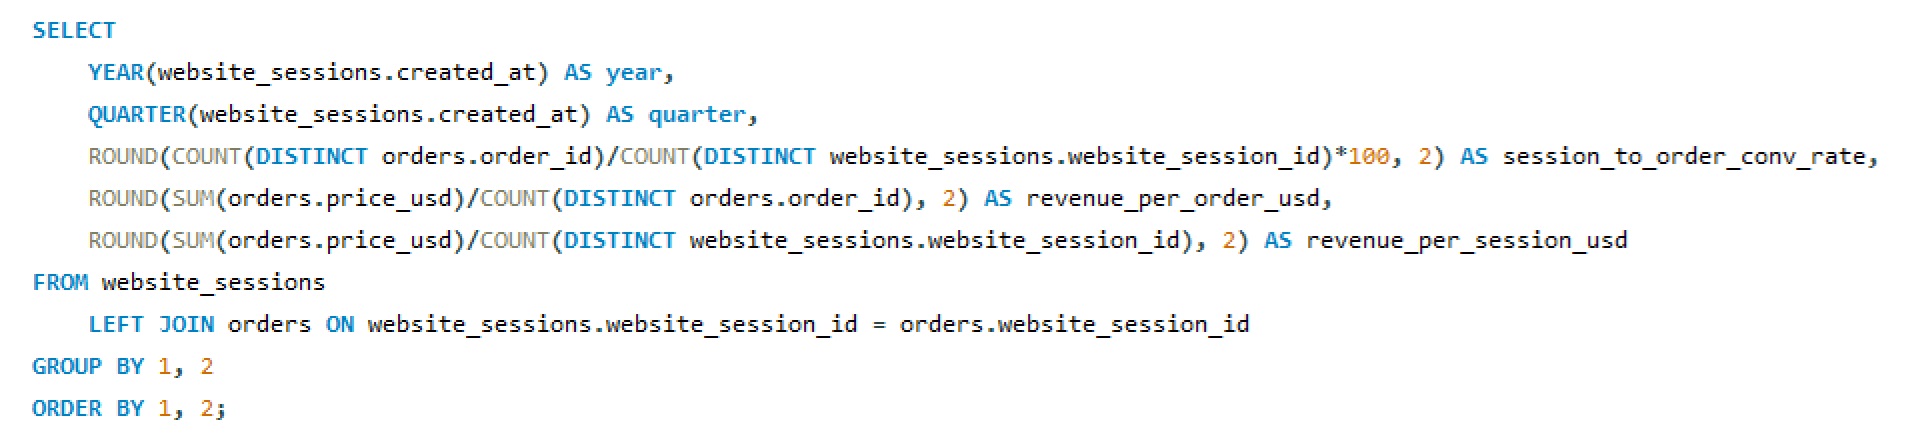 SELECT
YEAR(website_sessions.created_at) AS year,
QUARTER(website_sessions.created_at) AS quarter,
ROUND(COUNT(DISTINCT orders.order_id)/COUNT(DISTINCT website_sessions.website_session_id)*100, 2) AS session_to_order_conv_rate,
ROUND(SUM(orders.price_usd)/COUNT(DISTINCT orders.order_id), 2) AS revenue_per_order_usd,
ROUND(SUM(orders.price_usd)/COUNT(DISTINCT website_sessions.website_session_id), 2) AS revenue_per_session_usd
FROM website_sessions
LEFT JOIN orders ON website_sessions.website_session_id = orders.website_session_id
GROUP BY 1, 2
ORDER BY 1, 2;